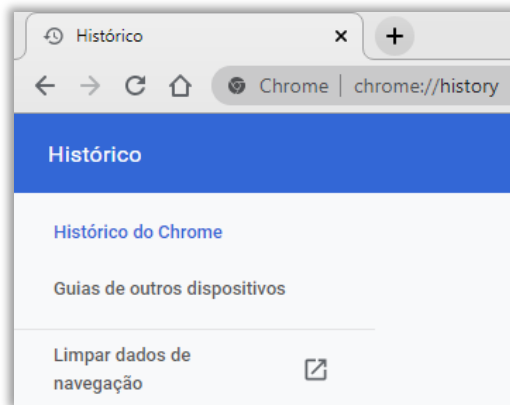 Histórico
Chrome | chrome://history
Histórico
Histórico do Chrome
Guias de outros dispositivos
Limpar dados de
navegação